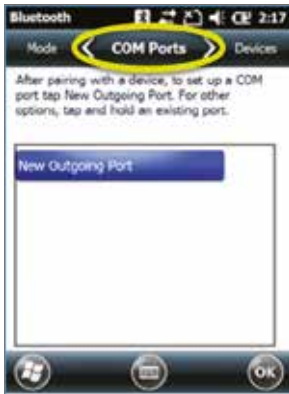 Bluetooth 2:17
Mode COM Ports Devices
After pairing with a device, to set up a COM
port tap New Outgoing Port. For other
options, tap and hold an existing port.
New Outgoing Port
OK